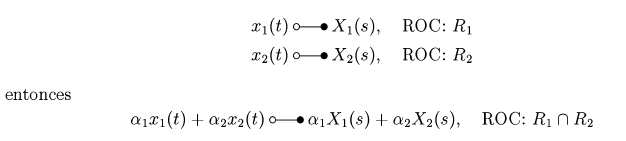 x₁(t) ○—● X₁(s), ROC: R₁
x₂(t) ○—● X₂(s), ROC: R₂
entonces
α₁x₁(t) + α₂x₂(t) ○—● α₁X₁(s) + α₂X₂(s), ROC: R₁ ∩ R₂